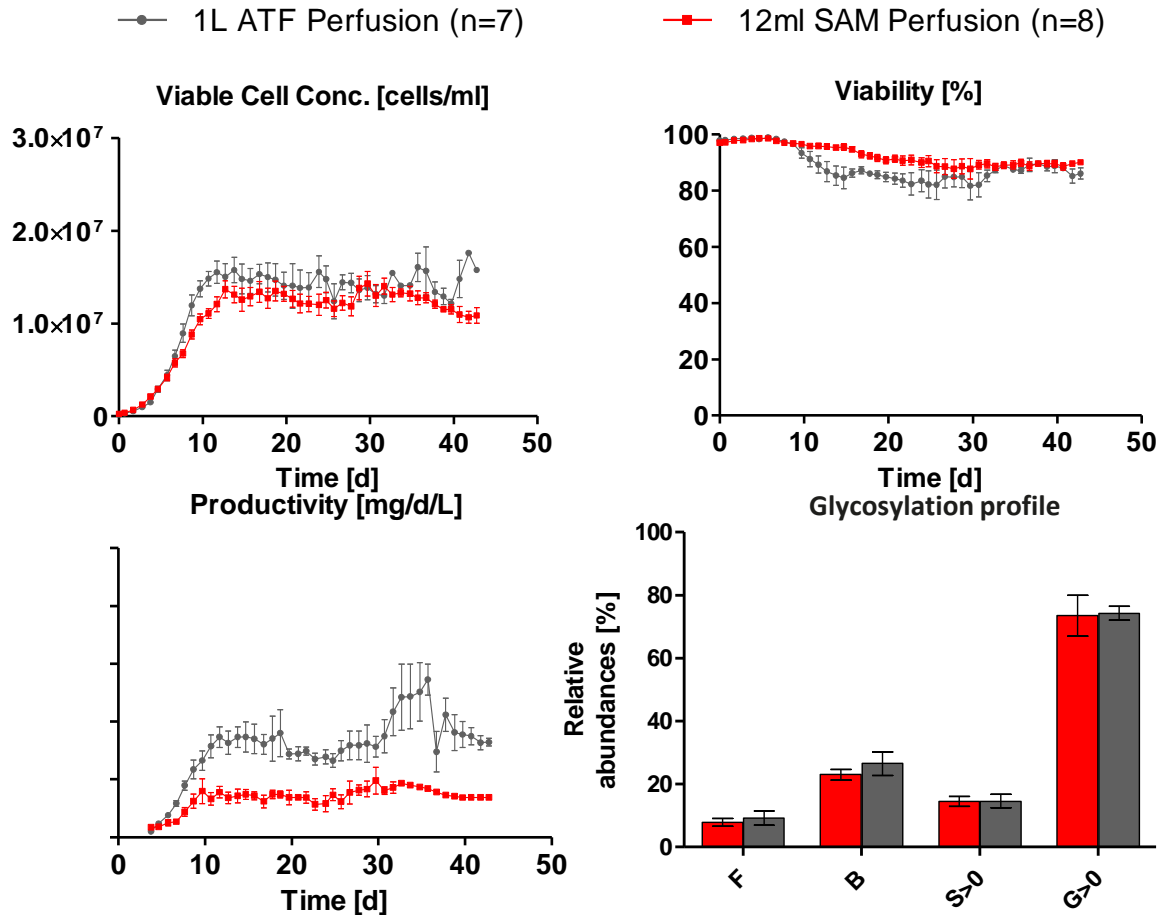 1L ATF Perfusion (n=7)
12ml SAM Perfusion (n=8)
Viable Cell Conc. [cells/ml]
3.0×10⁷
2.0×10⁷
1.0×10⁷
0
0 10 20 30 40 50
Time [d]
Viability [%]
100
80
60
40
20
0
0 10 20 30 40 50
Time [d]
Productivity [mg/d/L]
0 10 20 30 40 50
Time [d]
Glycosylation profile
Relative
abundances [%]
100
80
60
40
20
0
F
B
S>0
G>0